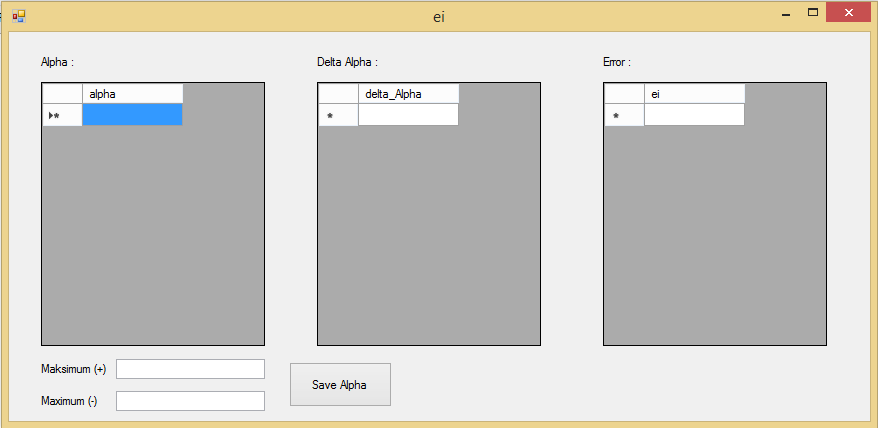 ei
Alpha :
Delta Alpha :
Error :
alpha
delta_Alpha
ei
Maksimum (+)
Maximum (-)
Save Alpha